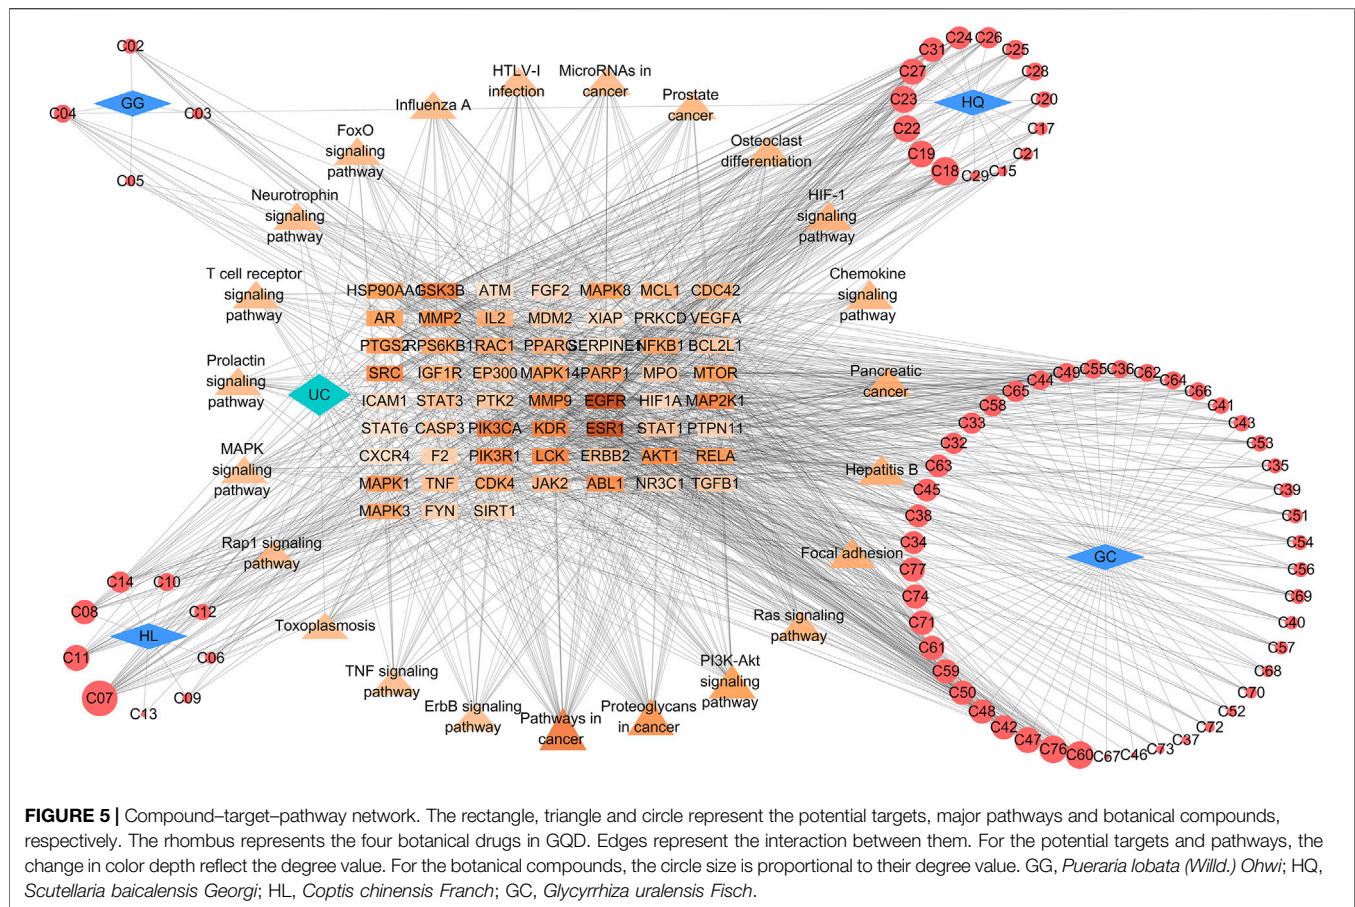 C02
GG
C04
C03
C05
Influenza A
HTLV-I
infection
MicroRNAs in
cancer
Prostate
cancer
FoxO
signaling
pathway
Osteoclast
differentiation
Neurotrophin
signaling
pathway
HIF-1
signaling
pathway
T cell receptor
signaling
pathway
Chemokine
signaling
pathway
Prolactin
signaling
pathway
Pancreatic
cancer
UC
MAPK
signaling
pathway
Hepatitis B
Rap1 signaling
pathway
Focal adhesion
Toxoplasmosis
Ras signaling
pathway
TNF signaling
pathway
ErbB signaling
pathway
Pathways in
cancer
Proteoglycans
in cancer
PI3K-Akt
signaling
pathway
C31
C24
C26
C25
C27
C28
C23
HQ
C20
C22
C17
C19
C21
C18
C29
C15
HSP90AA GSK3B ATM FGF2 MAPK8 MCL1 CDC42
AR MMP2 IL2 MDM2 XIAP PRKCD VEGFA
PTGS2 RPS6KB1 RAC1 PPARG SERPINE1 NFKB1 BCL2L1
SRC IGF1R EP300 MAPK14 PARP1 MPO MTOR
ICAM1 STAT3 PTK2 MMP9 EGFR HIF1A MAP2K1
STAT6 CASP3 PIK3CA KDR ESR1 STAT1 PTPN11
CXCR4 F2 PIK3R1 LCK ERBB2 AKT1 RELA
MAPK1 TNF CDK4 JAK2 ABL1 NR3C1 TGFB1
MAPK3 FYN SIRT1
C14
C10
C08
C12
HL
C11
C06
C07
C09
C13
C55
C36
C62
C64
C66
C41
C43
C53
C35
C39
C51
C54
C56
C69
C40
C57
C68
C70
C52
C72
C37
C73
C46
C67
C60
C76
C47
C42
C48
C50
C59
C61
C71
C74
C77
C34
C38
C45
C63
C32
C33
C58
C65
C44
C49
GC
FIGURE 5 | Compound–target–pathway network. The rectangle, triangle and circle represent the potential targets, major pathways and botanical compounds,
respectively. The rhombus represents the four botanical drugs in GQD. Edges represent the interaction between them. For the potential targets and pathways, the
change in color depth reflect the degree value. For the botanical compounds, the circle size is proportional to their degree value. GG, Pueraria lobata (Willd.) Ohwi; HQ,
Scutellaria baicalensis Georgi; HL, Coptis chinensis Franch; GC, Glycyrrhiza uralensis Fisch.